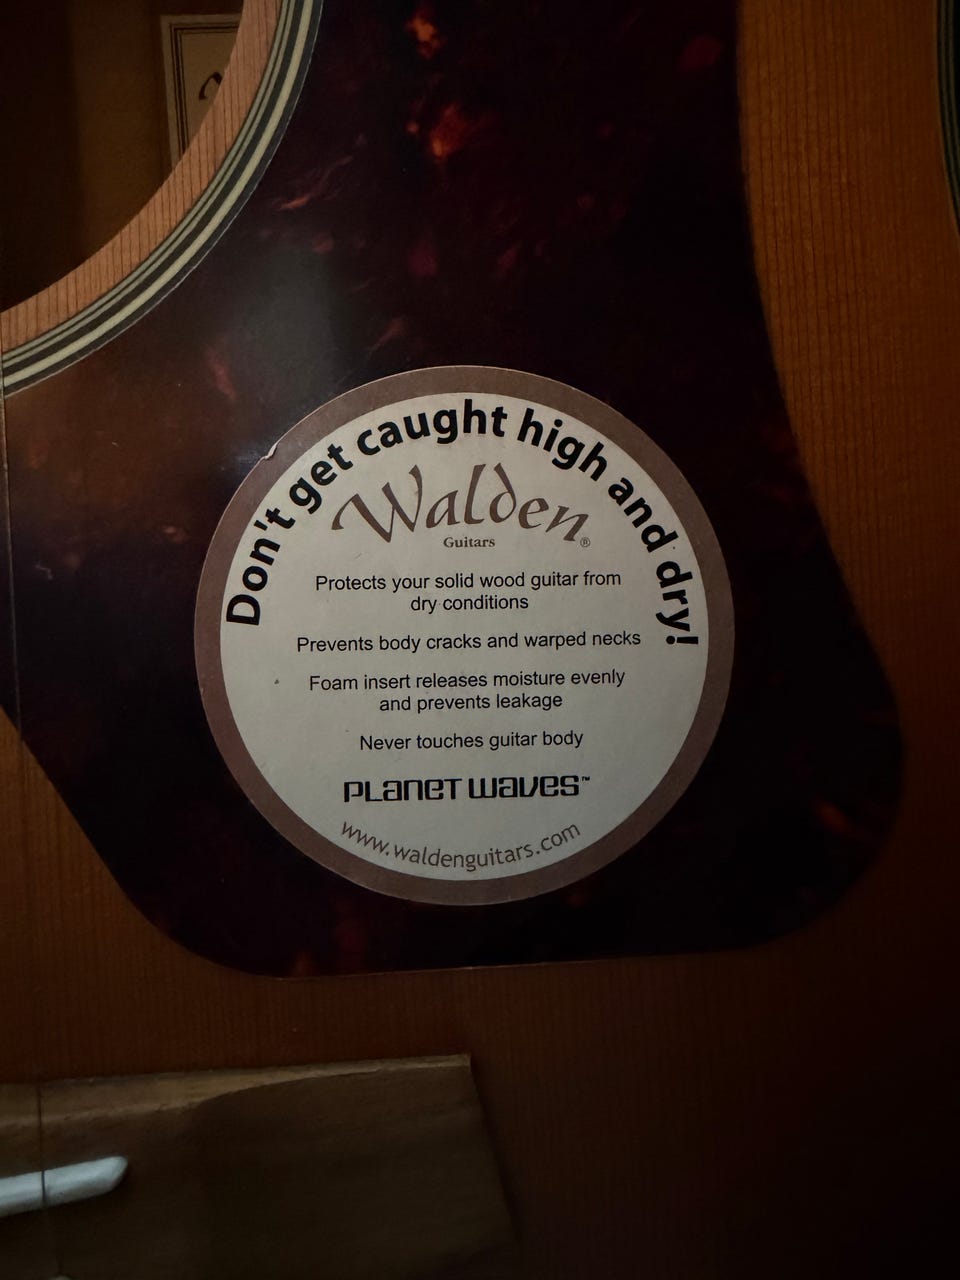 Don't get caught high and dry!
Walden®
Guitars
Protects your solid wood guitar from
dry conditions
Prevents body cracks and warped necks
Foam insert releases moisture evenly
and prevents leakage
Never touches guitar body
PLANET WAVES™
www.waldenguitars.com